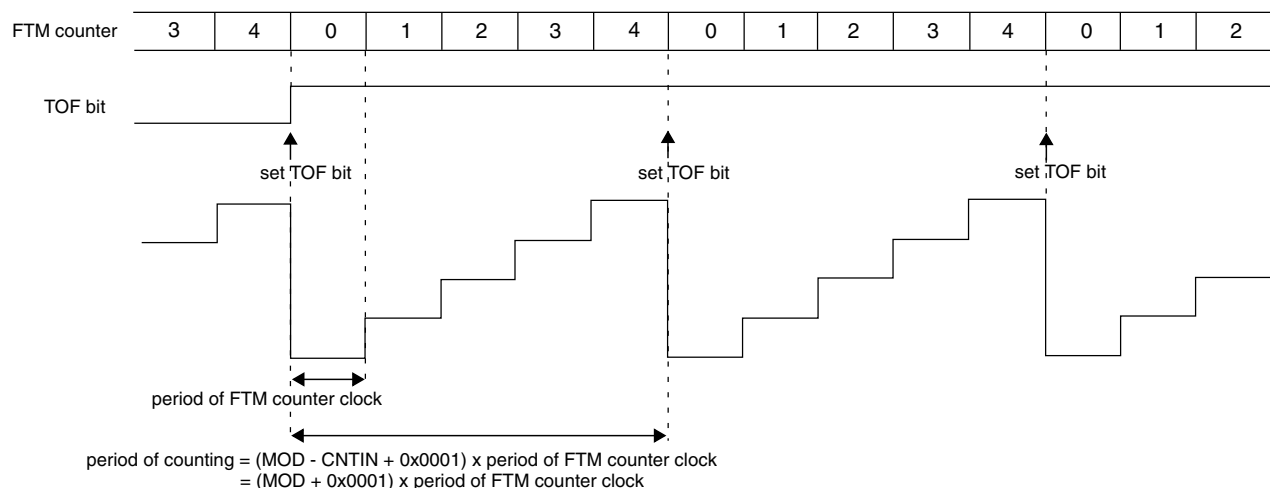 FTM counter 3 4 0 1 2 3 4 0 1 2 3 4 0 1 2
TOF bit
set TOF bit set TOF bit set TOF bit
period of FTM counter clock
period of counting = (MOD - CNTIN + 0x0001) x period of FTM counter clock
= (MOD + 0x0001) x period of FTM counter clock